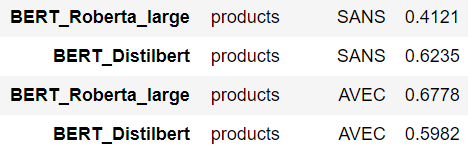 BERT_Roberta_large products SANS 0.4121
BERT_Distilbert products SANS 0.6235
BERT_Roberta_large products AVEC 0.6778
BERT_Distilbert products AVEC 0.5982